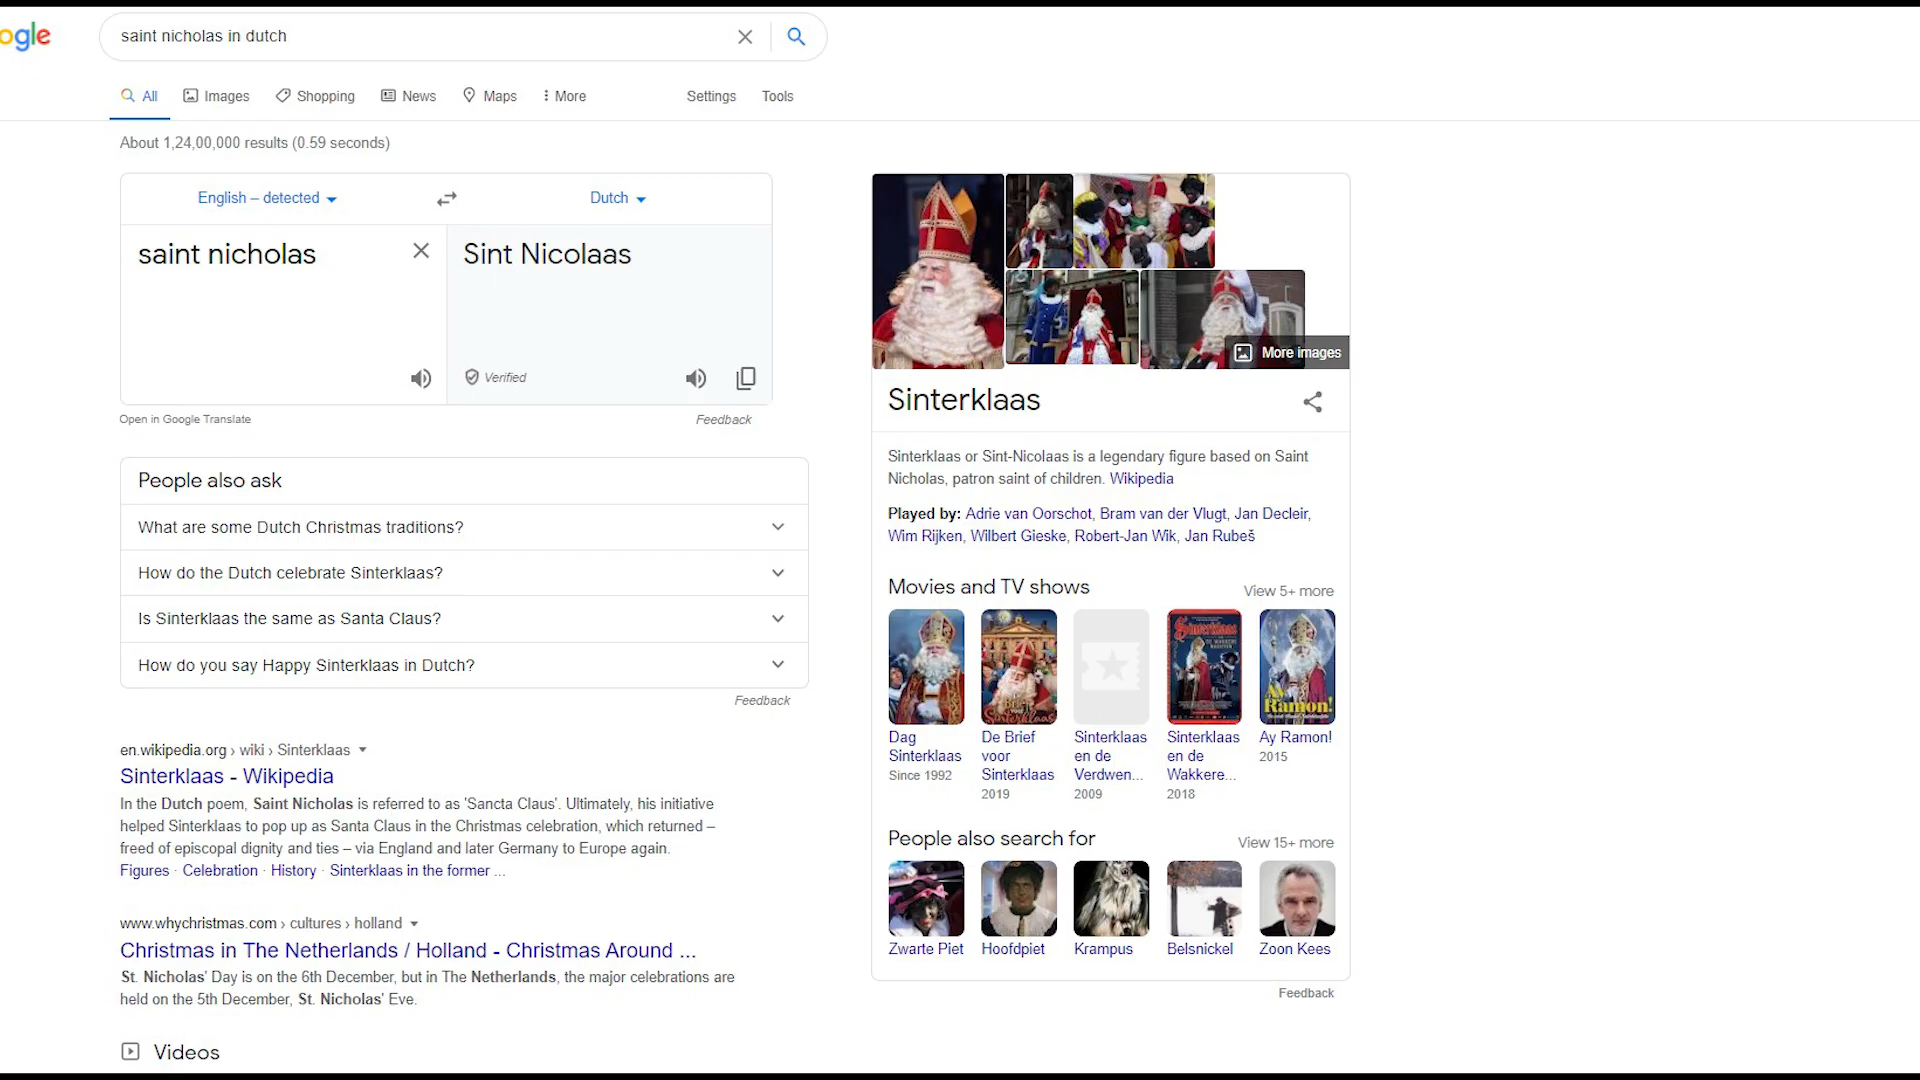 ogle
saint nicholas in dutch
All Images Shopping News Maps More Settings Tools
About 1,24,00,000 results (0.59 seconds)
English – detected Dutch
saint nicholas
Sint Nicolaas
Verified
Open in Google Translate
Feedback
People also ask
What are some Dutch Christmas traditions?
How do the Dutch celebrate Sinterklaas?
Is Sinterklaas the same as Santa Claus?
How do you say Happy Sinterklaas in Dutch?
Feedback
en.wikipedia.org › wiki › Sinterklaas
Sinterklaas - Wikipedia
In the Dutch poem, Saint Nicholas is referred to as 'Sancta Claus'. Ultimately, his initiative
helped Sinterklaas to pop up as Santa Claus in the Christmas celebration, which returned –
freed of episcopal dignity and ties – via England and later Germany to Europe again.
Figures · Celebration · History · Sinterklaas in the former ...
www.whychristmas.com › cultures › holland
Christmas in The Netherlands / Holland - Christmas Around ...
St. Nicholas' Day is on the 6th December, but in The Netherlands, the major celebrations are
held on the 5th December, St. Nicholas' Eve.
Videos
More images
Sinterklaas
Sinterklaas or Sint-Nicolaas is a legendary figure based on Saint
Nicholas, patron saint of children. Wikipedia
Played by: Adrie van Oorschot, Bram van der Vlugt, Jan Decleir,
Wim Rijken, Wilbert Gieske, Robert-Jan Wik, Jan Rubeš
Movies and TV shows
View 5+ more
Sinterklaas
Sinterklaas
Ay
Ramon!
Dag
Sinterklaas
Since 1992
De Brief
voor
Sinterklaas
2019
Sinterklaas
en de
Verdwen...
2009
Sinterklaas
en de
Wakkere...
2018
Ay Ramon!
2015
People also search for
View 15+ more
Zwarte Piet
Hoofdpiet
Krampus
Belsnickel
Zoon Kees
Feedback